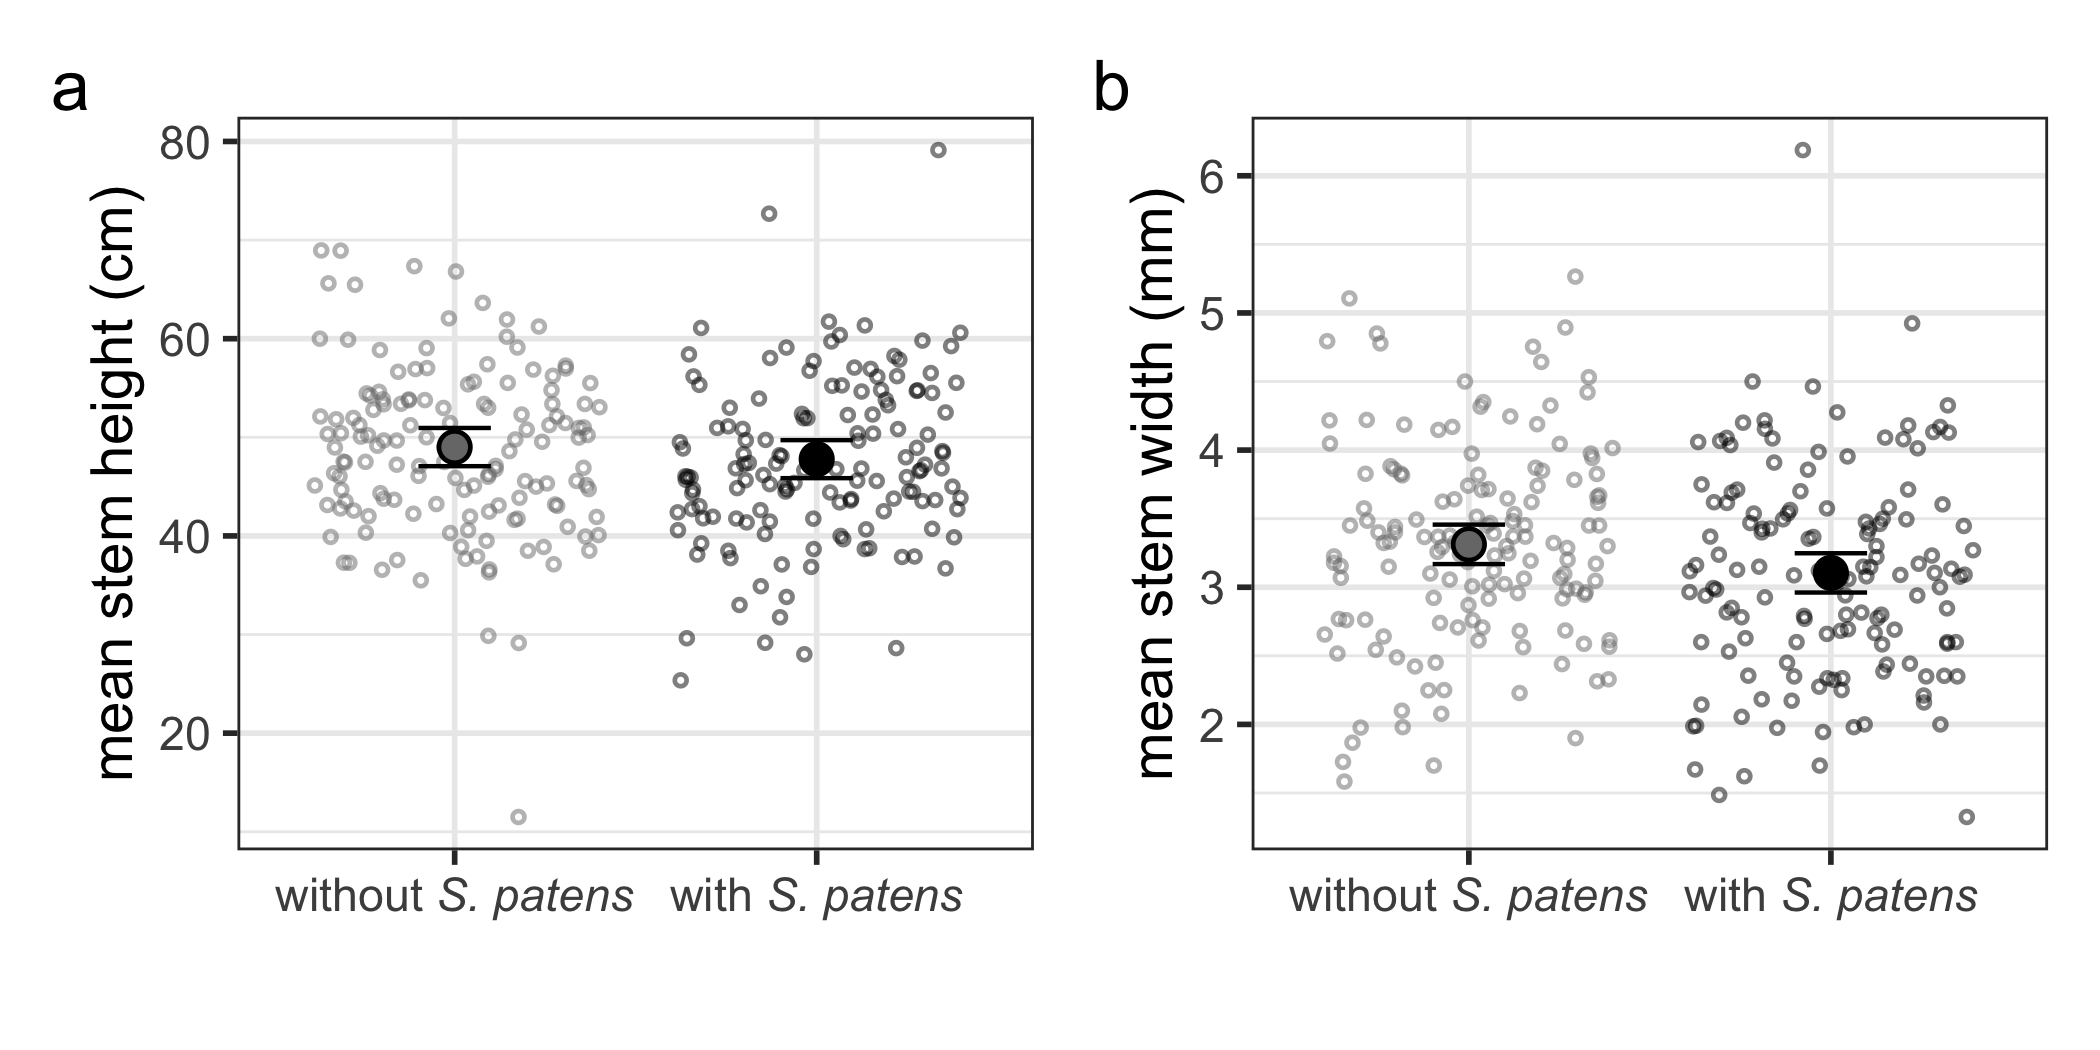 a
80
60
40
20
mean stem height (cm)
without S. patens
with S. patens
b
6
5
4
3
2
mean stem width (mm)
without S. patens
with S. patens